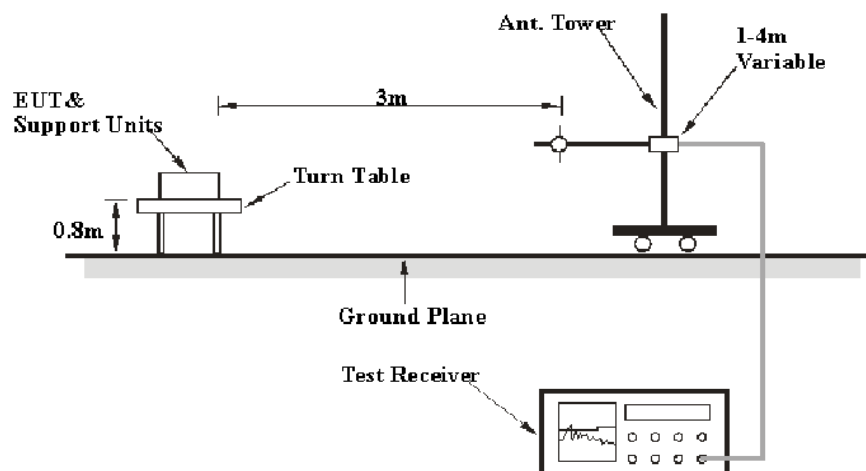 Ant. Tower
1-4m
Variable
3m
EUT&
Support Units
Turn Table
0.8m
Ground Plane
Test Receiver